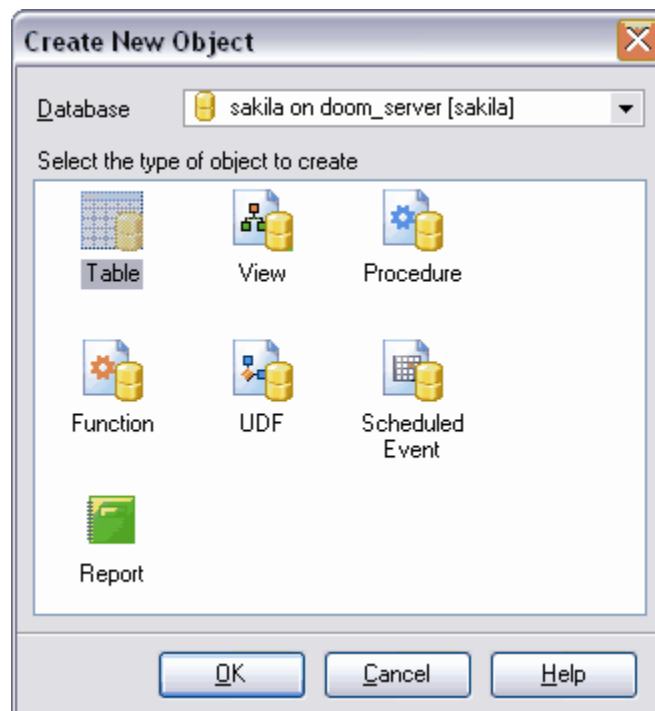 Create New Object
Database
sakila on doom_server [sakila]
Select the type of object to create
Table
View
Procedure
Function
UDF
Scheduled
Event
Report
OK
Cancel
Help